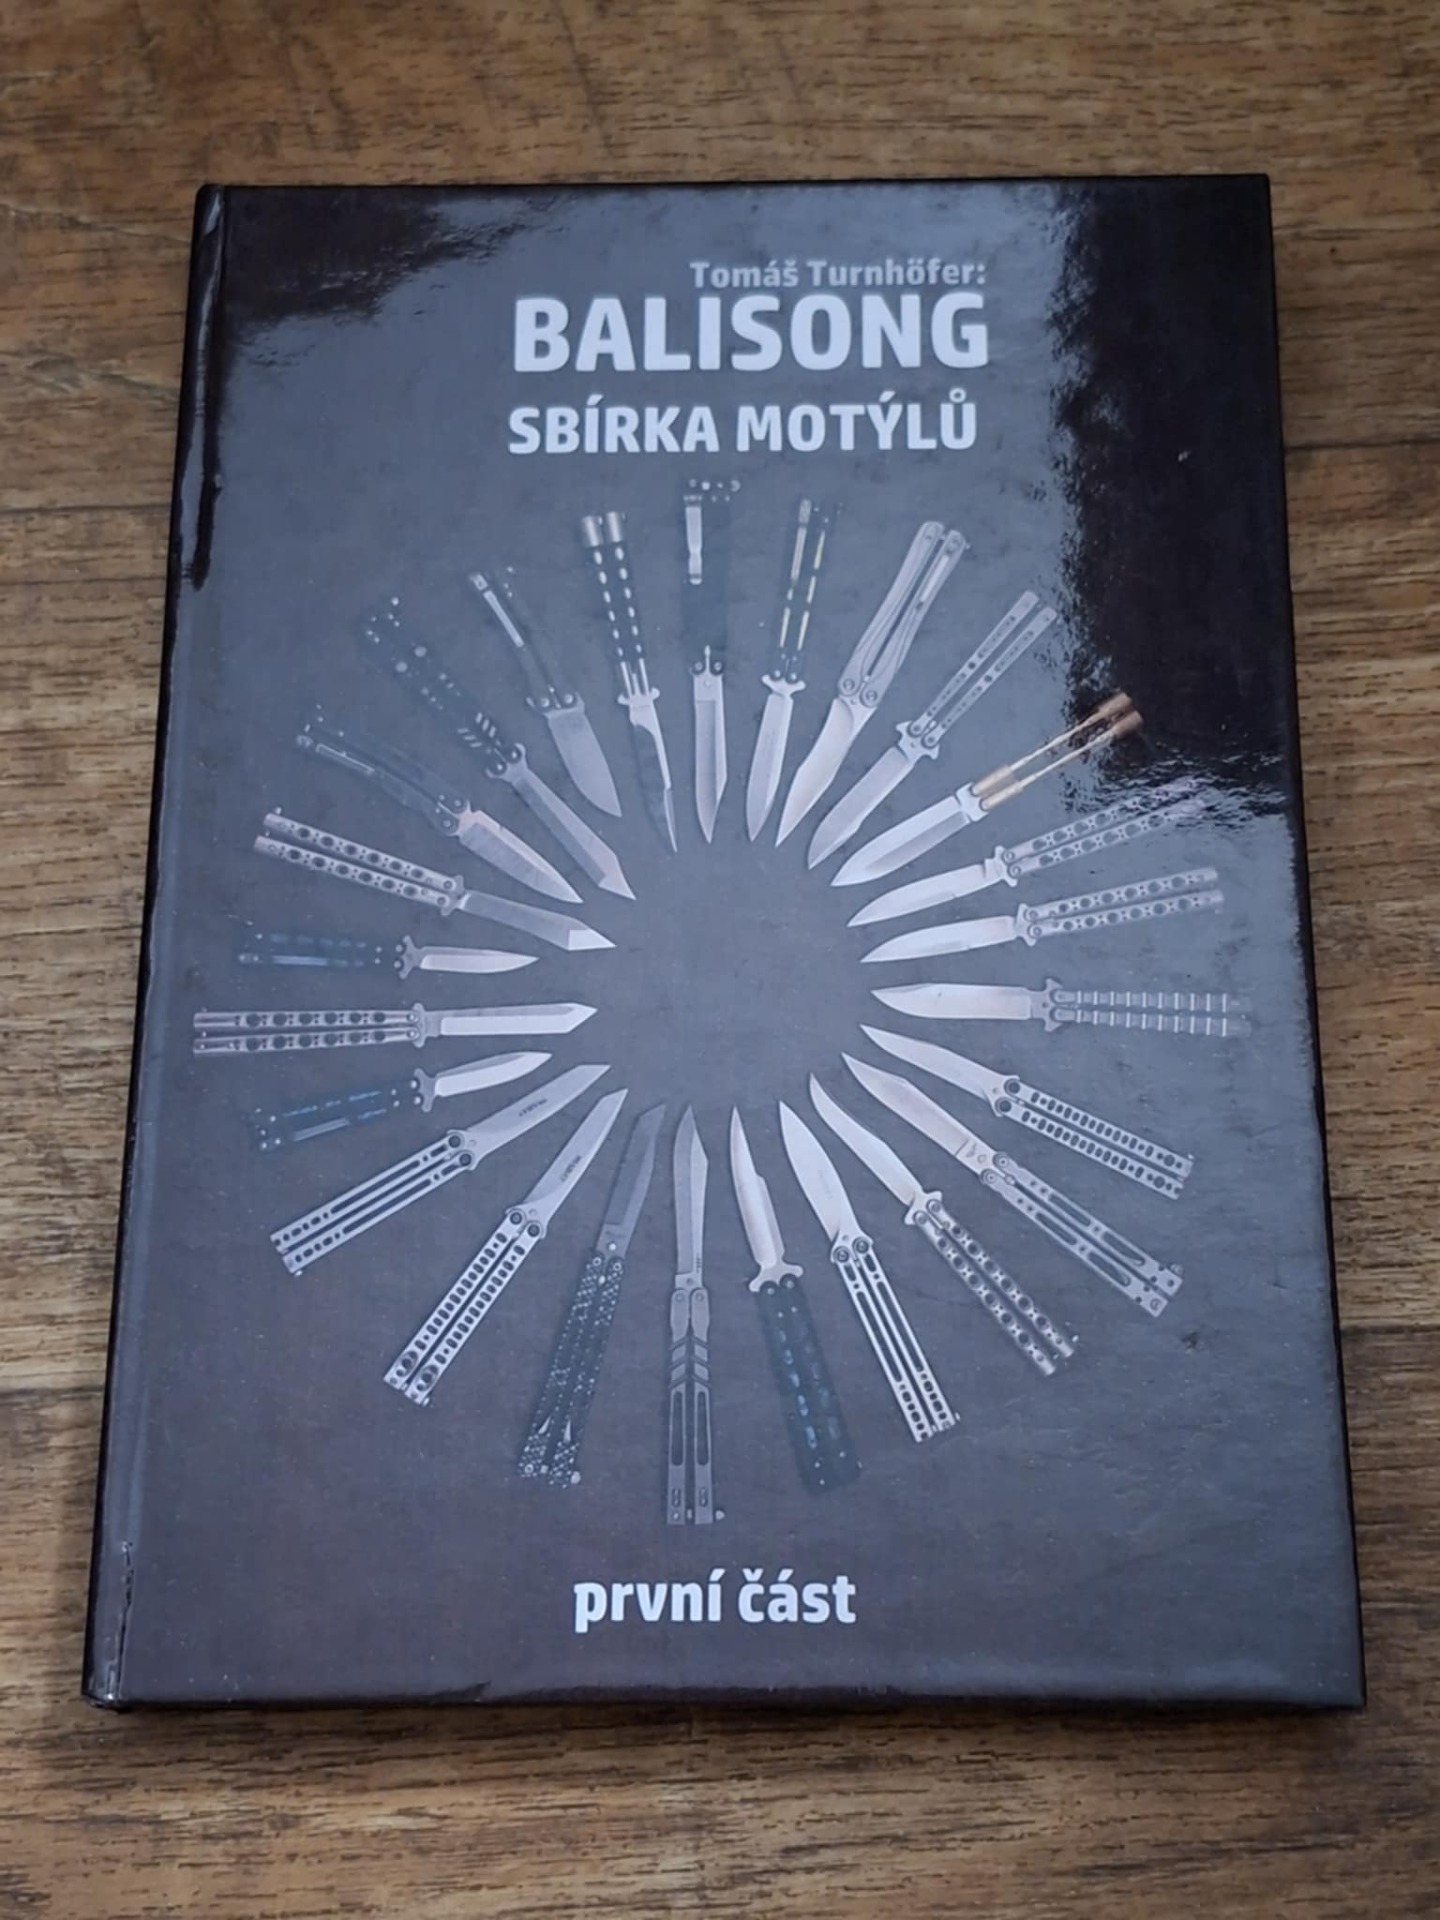 Tomáš Turnhöfer:
BALISONG
SBÍRKA MOTÝLŮ
první část